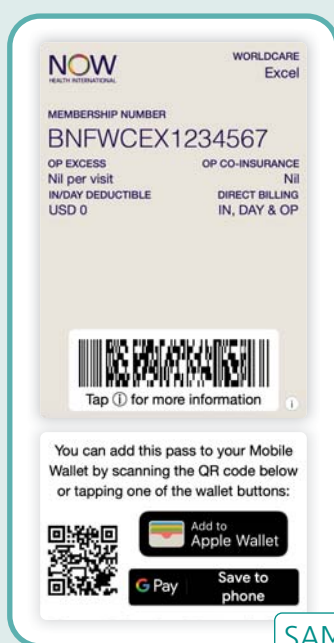 NOW
HEALTH INTERNATIONAL
WORLDCARE
Excel
MEMBERSHIP NUMBER
BNFWCEX1234567
OP EXCESS
Nil per visit
OP CO-INSURANCE
Nil
IN/DAY DEDUCTIBLE
USD 0
DIRECT BILLING
IN, DAY & OP
Tap ⓘ for more information
i
You can add this pass to your Mobile
Wallet by scanning the QR code below
or tapping one of the wallet buttons:
Add to
Apple Wallet
G Pay
Save to
phone
SAN